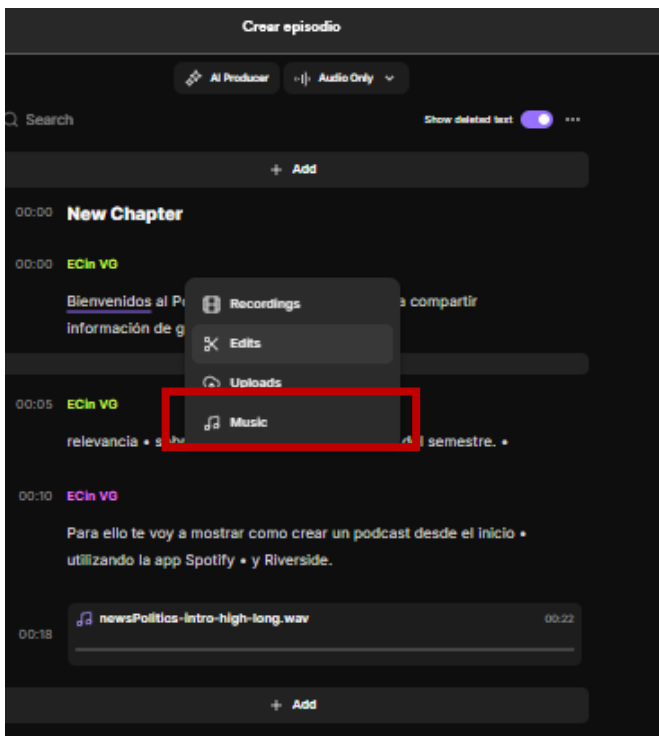 Crear episodio
AI Producer Audio Only
Search Show deleted text ...
+ Add
00:00 New Chapter
00:00 ECin VG
Bienvenidos al a compartir
información de g
Recordings
Edits
Uploads
Music
00:05 ECin VG
relevancia • semestre. •
00:10 ECin VG
Para ello te voy a mostrar como crear un podcast desde el inicio •
utilizando la app Spotify • y Riverside.
newsPolitics-intro-high-long.wav 00:22
00:18
+ Add